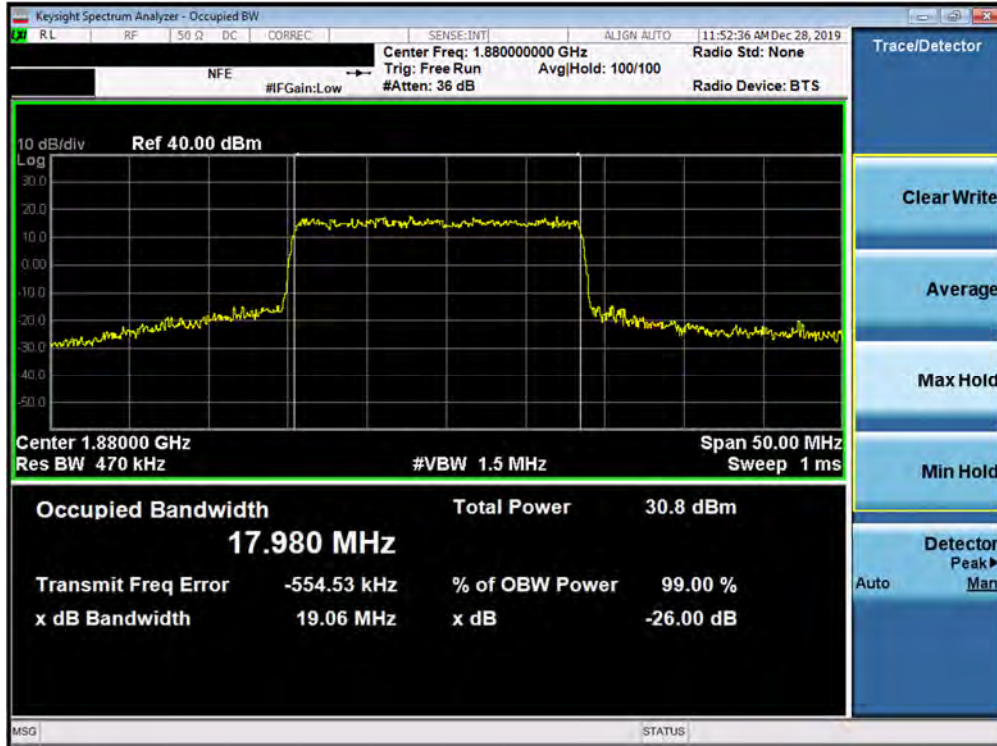 Keysight Spectrum Analyzer - Occupied BW
LXI RL RF 50 Ω DC CORREC SENSE:INT ALIGN AUTO 11:52:36 AM Dec 28, 2019
Center Freq: 1.880000000 GHz Radio Std: None
NFE Trig: Free Run Avg|Hold: 100/100
#IFGain:Low #Atten: 36 dB Radio Device: BTS
Trace/Detector
10 dB/div Ref 40.00 dBm
Log
30.0
20.0
10.0
0.00
-10.0
-20.0
-30.0
-40.0
-50.0
Center 1.88000 GHz Span 50.00 MHz
Res BW 470 kHz #VBW 1.5 MHz Sweep 1 ms
Occupied Bandwidth Total Power 30.8 dBm
17.980 MHz
Transmit Freq Error -554.53 kHz % of OBW Power 99.00 %
x dB Bandwidth 19.06 MHz x dB -26.00 dB
Clear Write
Average
Max Hold
Min Hold
Detector
Peak▶
Auto Man
MSG STATUS